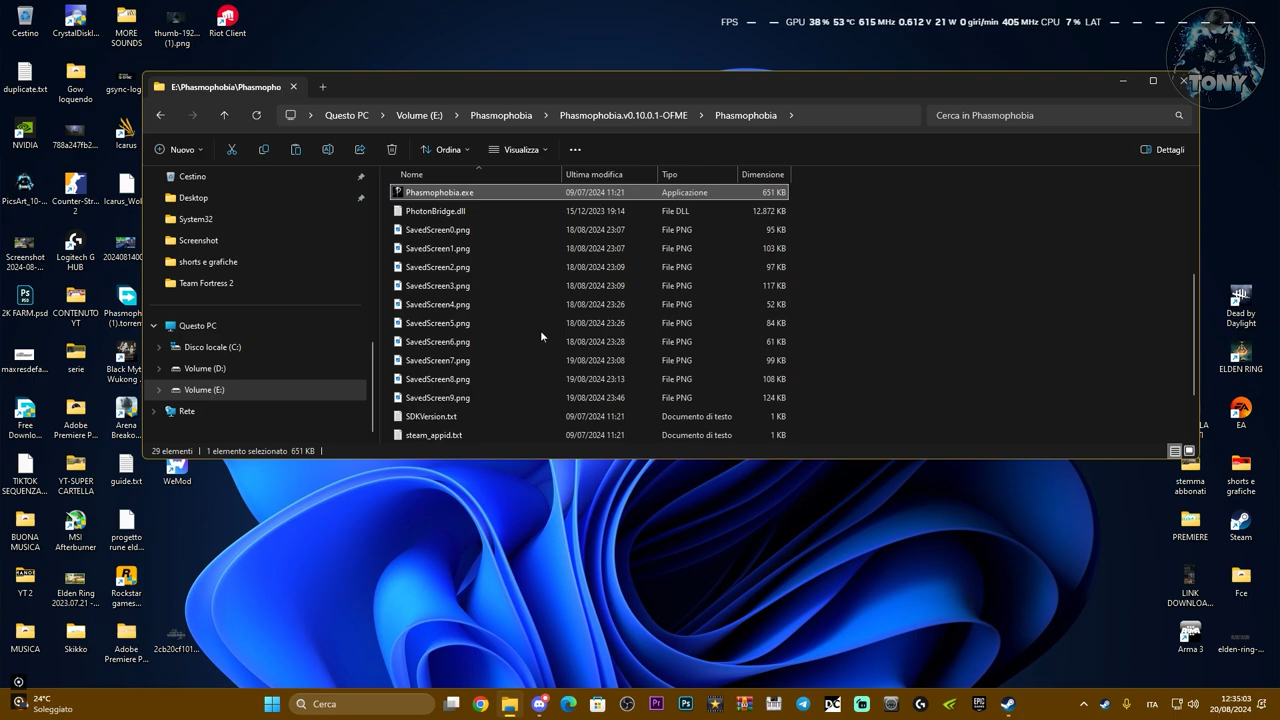 Cestino
CrystalDiskI...
MORE
SOUNDS
thumb-192...
(1).png
Riot Client
FPS — — GPU 38 % 53 °C 615 MHz 0.612 V 21 W 0 giri/min 405 MHz CPU 7 % LAT — — — — — — —
TONY
duplicate.txt
Gow
loquendo
gsync-log
NVIDIA
788a247fb2...
Icarus
PicsArt_10-...
Counter-Str...
2
Icarus_Wol
Screenshot
2024-08-...
Logitech G
HUB
2024081400
2K FARM.psd
CONTENUTO
YT
Phasmoph
(1).torren
maxresdefa...
serie
Black Myt
Wukong
Free
Downlo...
Adobe
Premiere P...
Arena
Breako...
TIKTOK
SEQUENZA...
YT-SUPER
CARTELLA
guide.txt
WeMod
BUONA
MUSICA
MSI
Afterburner
progetto
rune eld...
YT 2
Elden Ring
2023.07.21 -...
Rockstar
games...
MUSICA
Skikko
Adobe
Premiere P...
2cb20cf101...
E:\Phasmophobia\Phasmopho
Questo PC
Volume (E:)
Phasmophobia
Phasmophobia.v0.10.0.1-OFME
Phasmophobia
Cerca in Phasmophobia
Nuovo
Ordina
Visualizza
Dettagli
Cestino
Desktop
System32
Screenshot
shorts e grafiche
Team Fortress 2
Questo PC
Disco locale (C:)
Volume (D:)
Volume (E:)
Rete
Nome Ultima modifica Tipo Dimensione
Phasmophobia.exe 09/07/2024 11:21 Applicazione 651 KB
PhotonBridge.dll 15/12/2023 19:14 File DLL 12.872 KB
SavedScreen0.png 18/08/2024 23:07 File PNG 95 KB
SavedScreen1.png 18/08/2024 23:07 File PNG 103 KB
SavedScreen2.png 18/08/2024 23:09 File PNG 97 KB
SavedScreen3.png 18/08/2024 23:09 File PNG 117 KB
SavedScreen4.png 18/08/2024 23:26 File PNG 52 KB
SavedScreen5.png 18/08/2024 23:26 File PNG 84 KB
SavedScreen6.png 18/08/2024 23:28 File PNG 61 KB
SavedScreen7.png 19/08/2024 23:08 File PNG 99 KB
SavedScreen8.png 19/08/2024 23:13 File PNG 108 KB
SavedScreen9.png 19/08/2024 23:46 File PNG 124 KB
SDKVersion.txt 09/07/2024 11:21 Documento di testo 1 KB
steam_appid.txt 09/07/2024 11:21 Documento di testo 1 KB
29 elementi 1 elemento selezionato 651 KB
Dead by
Daylight
ELDEN RING
EA
stemma
abbonati
shorts e
grafiche
PREMIERE
Steam
LINK
DOWNLOA...
Fce
Arma 3
elden-ring-...
24°C
Soleggiato
Cerca
ITA
12:35:03
20/08/2024